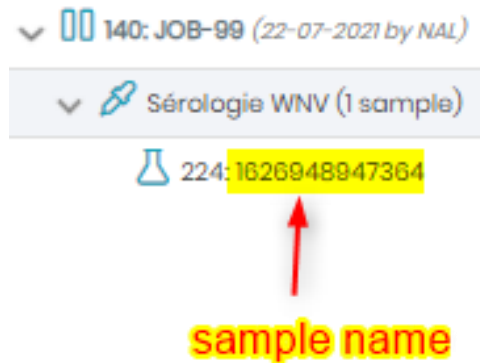 140: JOB-99 (22-07-2021 by NAL)
Sérologie WNV (1 sample)
224: 1626948947364
sample name